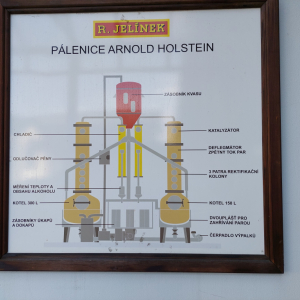 R. JELÍNEK
PÁLENICE ARNOLD HOLSTEIN
ZÁSOBNÍK KVASU
CHLADIČ
KATALYZÁTOR
ODLUČOVAČ PĚNY
DEFLEGMÁTOR
ZPĚTNÝ TOK PAR
MĚŘENÍ TEPLOTY A
OBSAHU ALKOHOLU
3 PATRA REKTIFIKAČNÍ
KOLONY
KOTEL 300 L
KOTEL 150 L
ZÁSOBNÍKY ÚKAPŮ
A DOKAPŮ
DVOUPLÁŠŤ PRO
ZAHŘÍVÁNÍ PAROU
ČERPADLO VÝPALKŮ